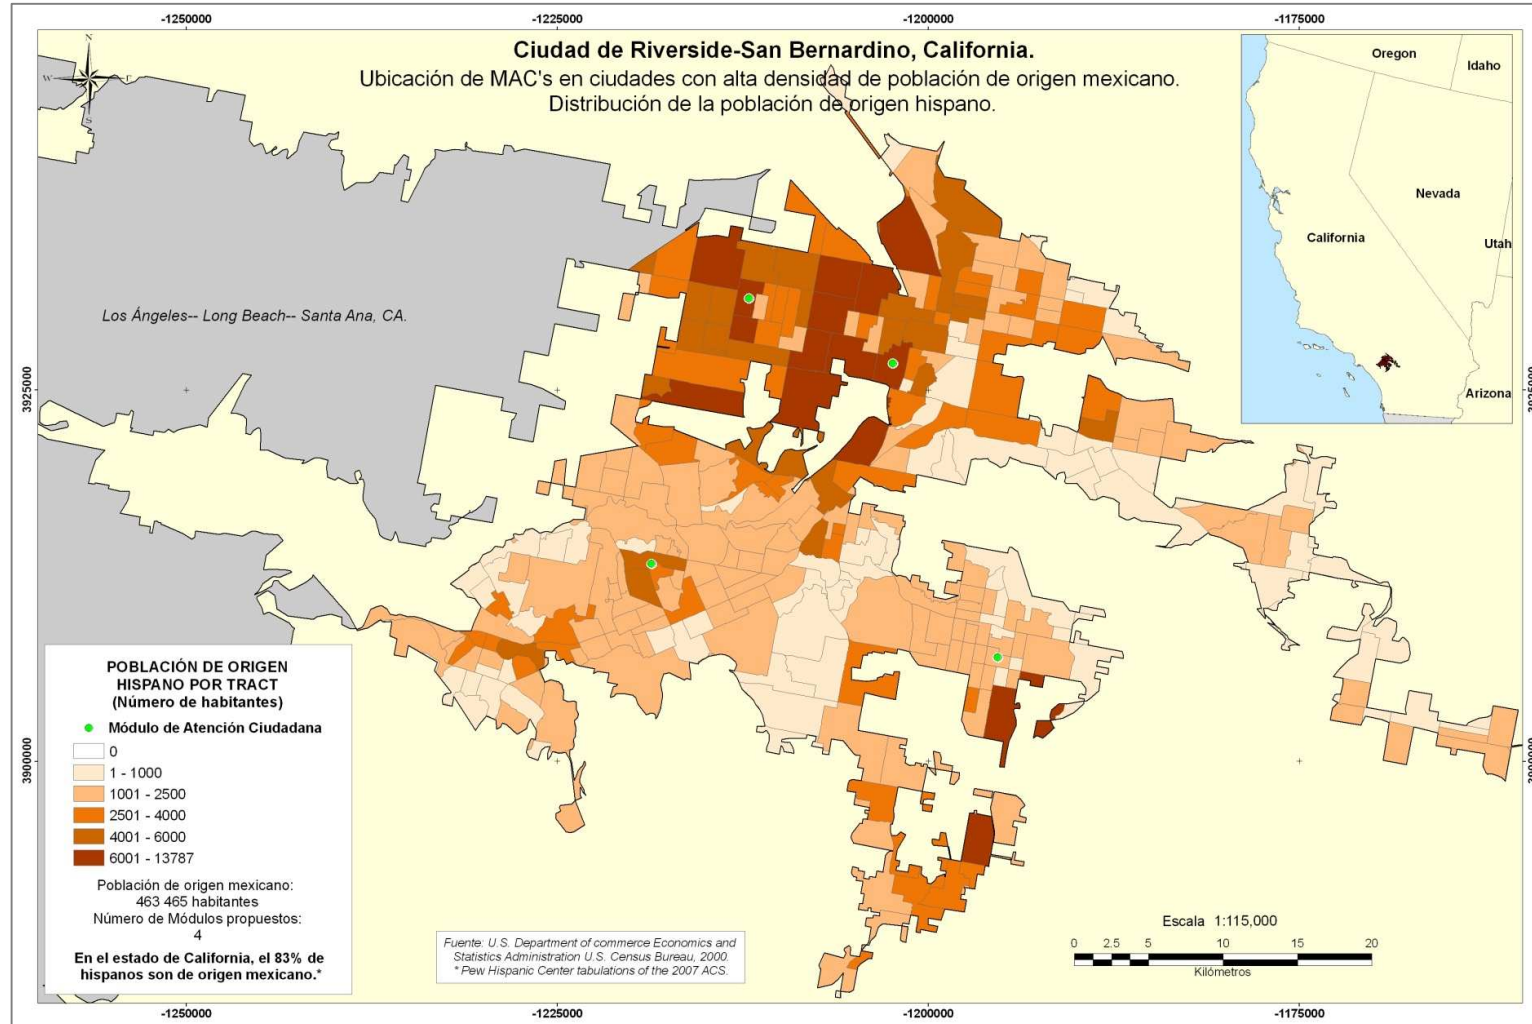 -1250000
-1225000
-1200000
-1175000
Ciudad de Riverside-San Bernardino, California.
Ubicación de MAC's en ciudades con alta densidad de población de origen mexicano.
Distribución de la población de origen hispano.
N
W
E
S
Oregon
Idaho
Nevada
California
Utah
Arizona
Los Ángeles-- Long Beach-- Santa Ana, CA.
3925000
3925000
3900000
3900000
POBLACIÓN DE ORIGEN
HISPANO POR TRACT
(Número de habitantes)
Módulo de Atención Ciudadana
0
1 - 1000
1001 - 2500
2501 - 4000
4001 - 6000
6001 - 13787
Población de origen mexicano:
463 465 habitantes
Número de Módulos propuestos:
4
En el estado de California, el 83% de
hispanos son de origen mexicano.*
Fuente: U.S. Department of commerce Economics and
Statistics Administration U.S. Census Bureau, 2000.
* Pew Hispanic Center tabulations of the 2007 ACS.
Escala 1:115,000
0 2.5 5 10 15 20
Kilómetros
-1250000
-1225000
-1200000
-1175000